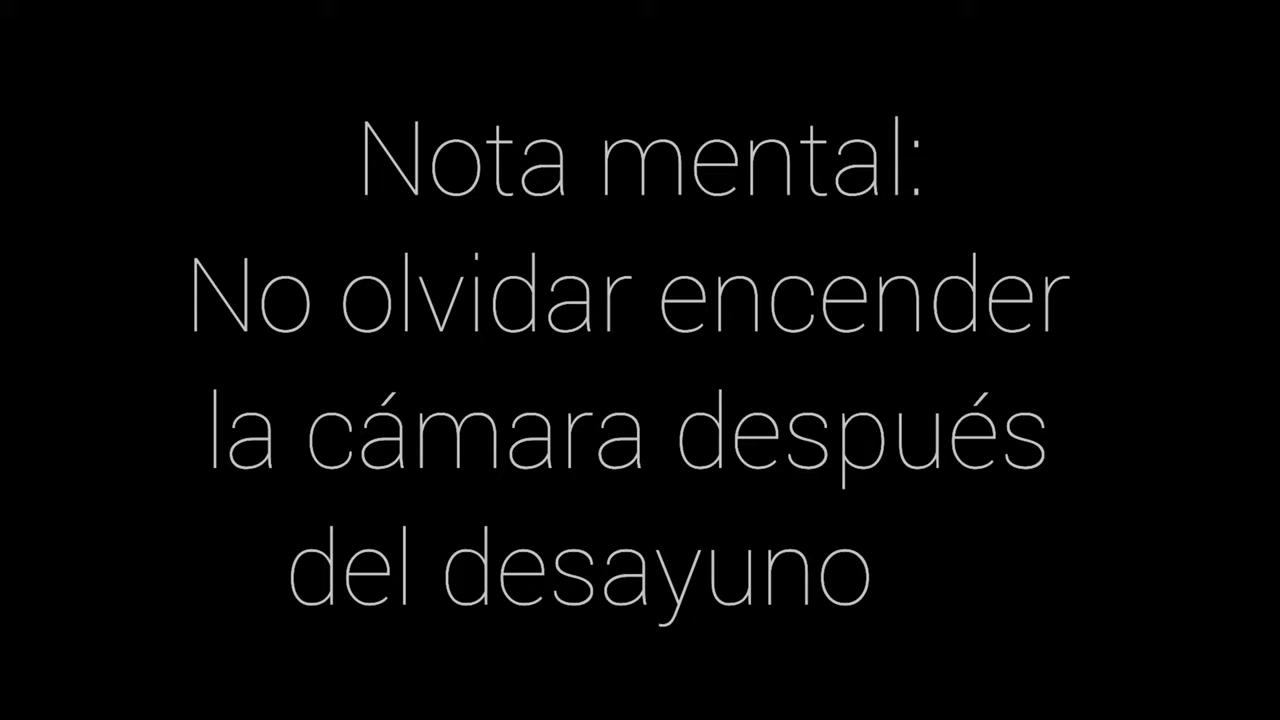 Nota mental:
No olvidar encender
la cámara después
del desayuno